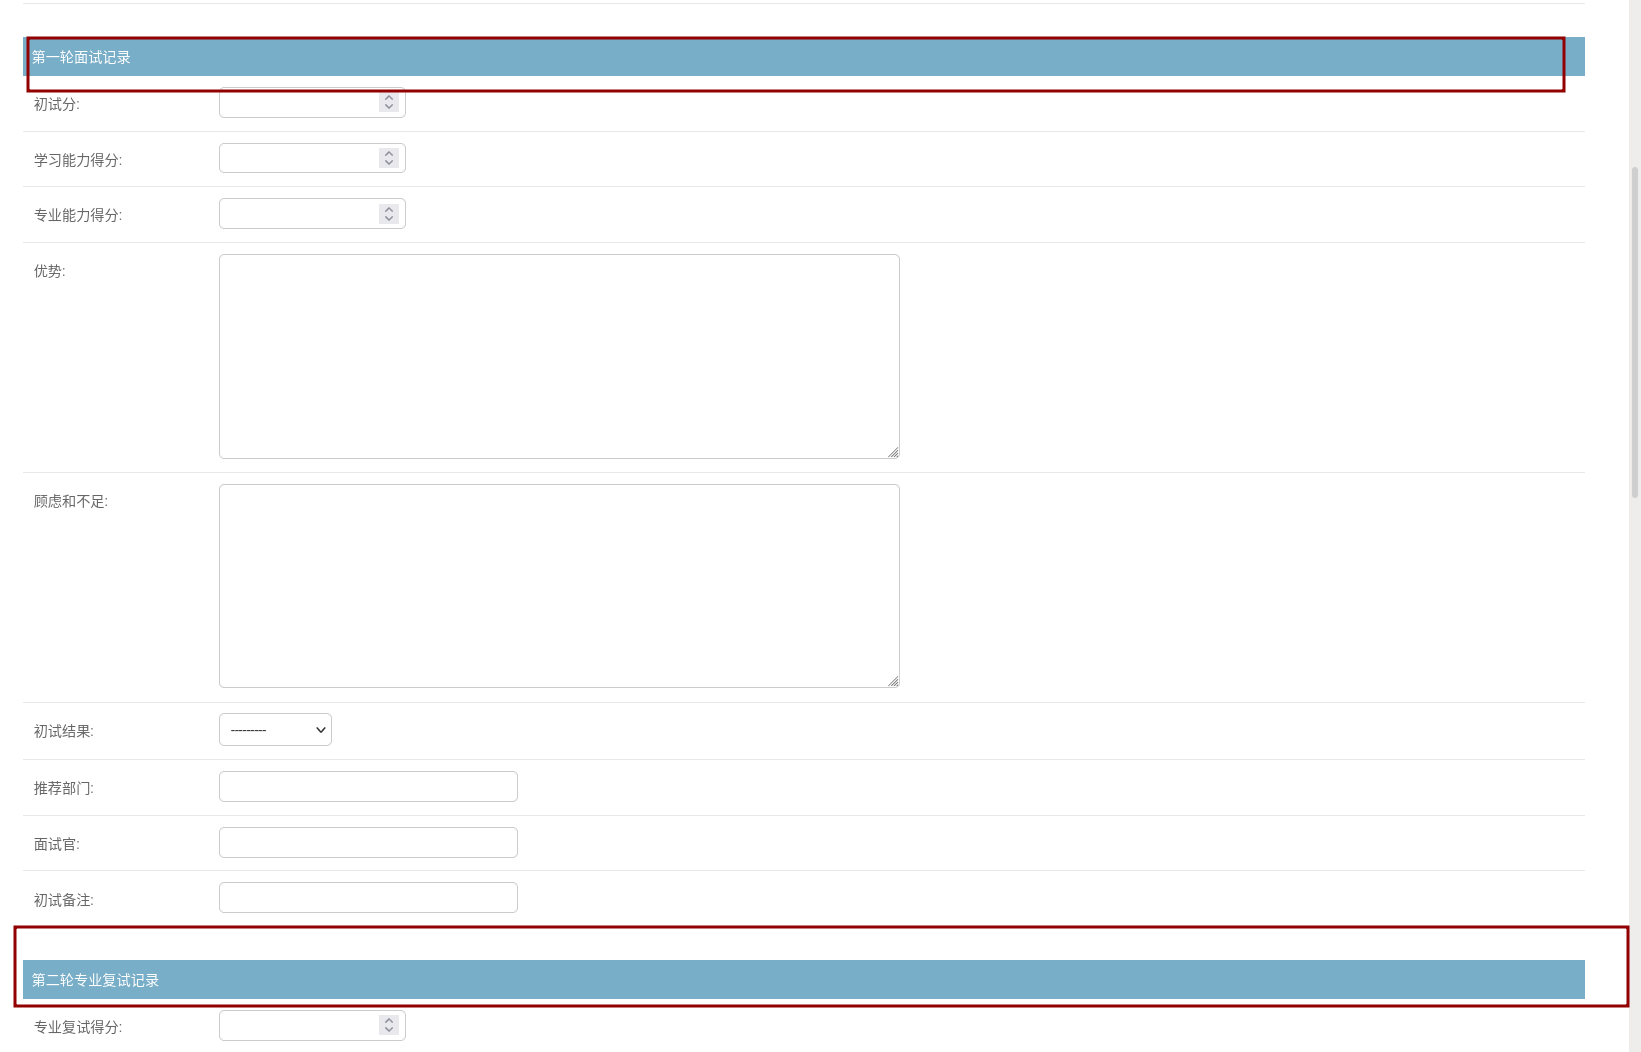 第一轮面试记录
初试分:
学习能力得分:
专业能力得分:
优势:
顾虑和不足:
初试结果: ---------
推荐部门:
面试官:
初试备注:
第二轮专业复试记录
专业复试得分: